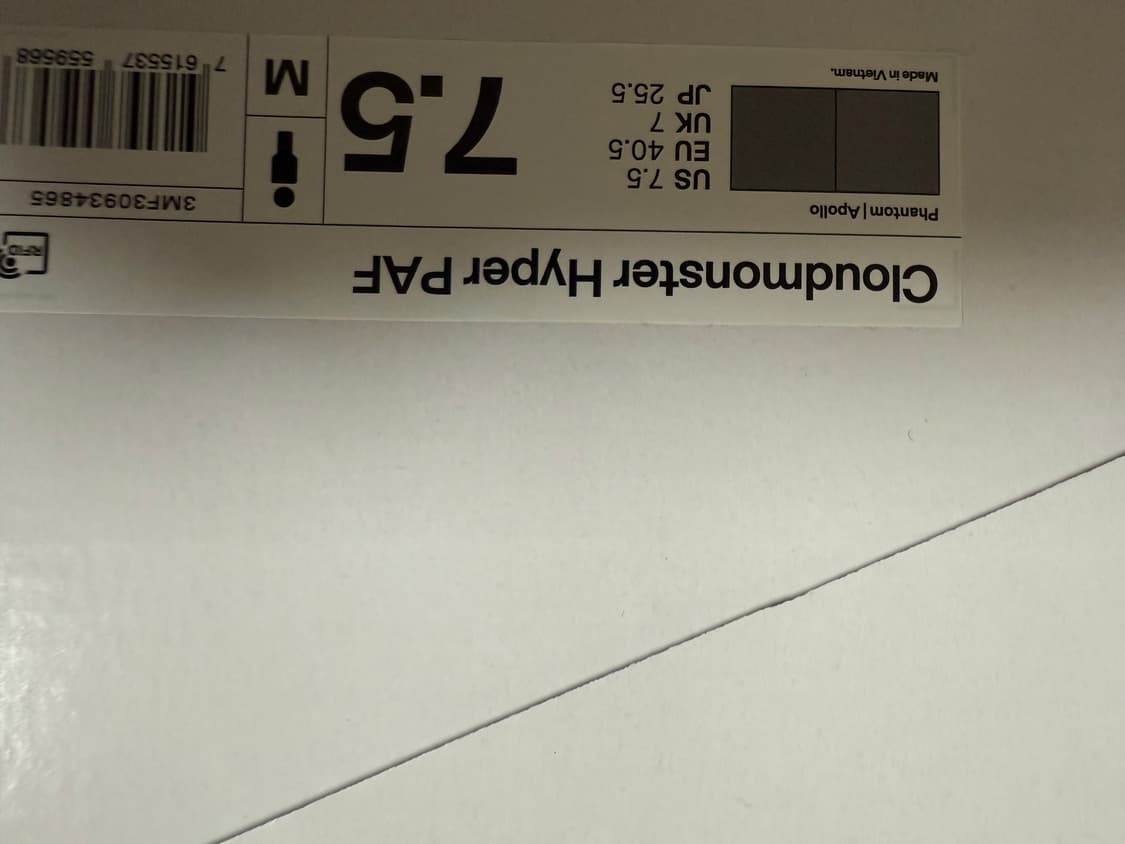 Cloudmonster Hyper PAF
RFID
Phantom | Apollo
US 7.5
EU 40.5
UK 7
JP 25.5
Made in Vietnam.
7.5
M
3MF30934865
7 615537 559568